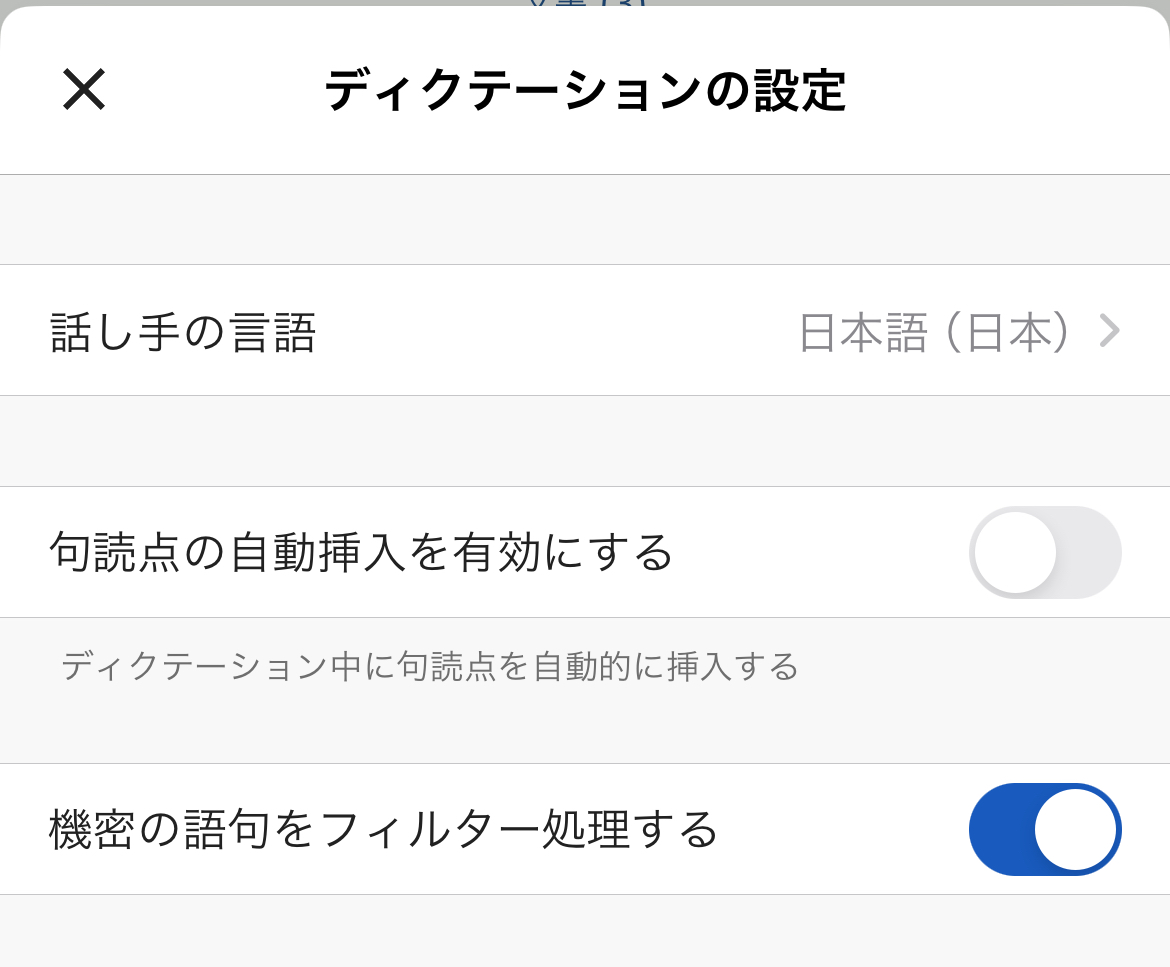 ディクテーションの設定
話し手の言語
日本語（日本）
句読点の自動挿入を有効にする
ディクテーション中に句読点を自動的に挿入する
機密の語句をフィルター処理する